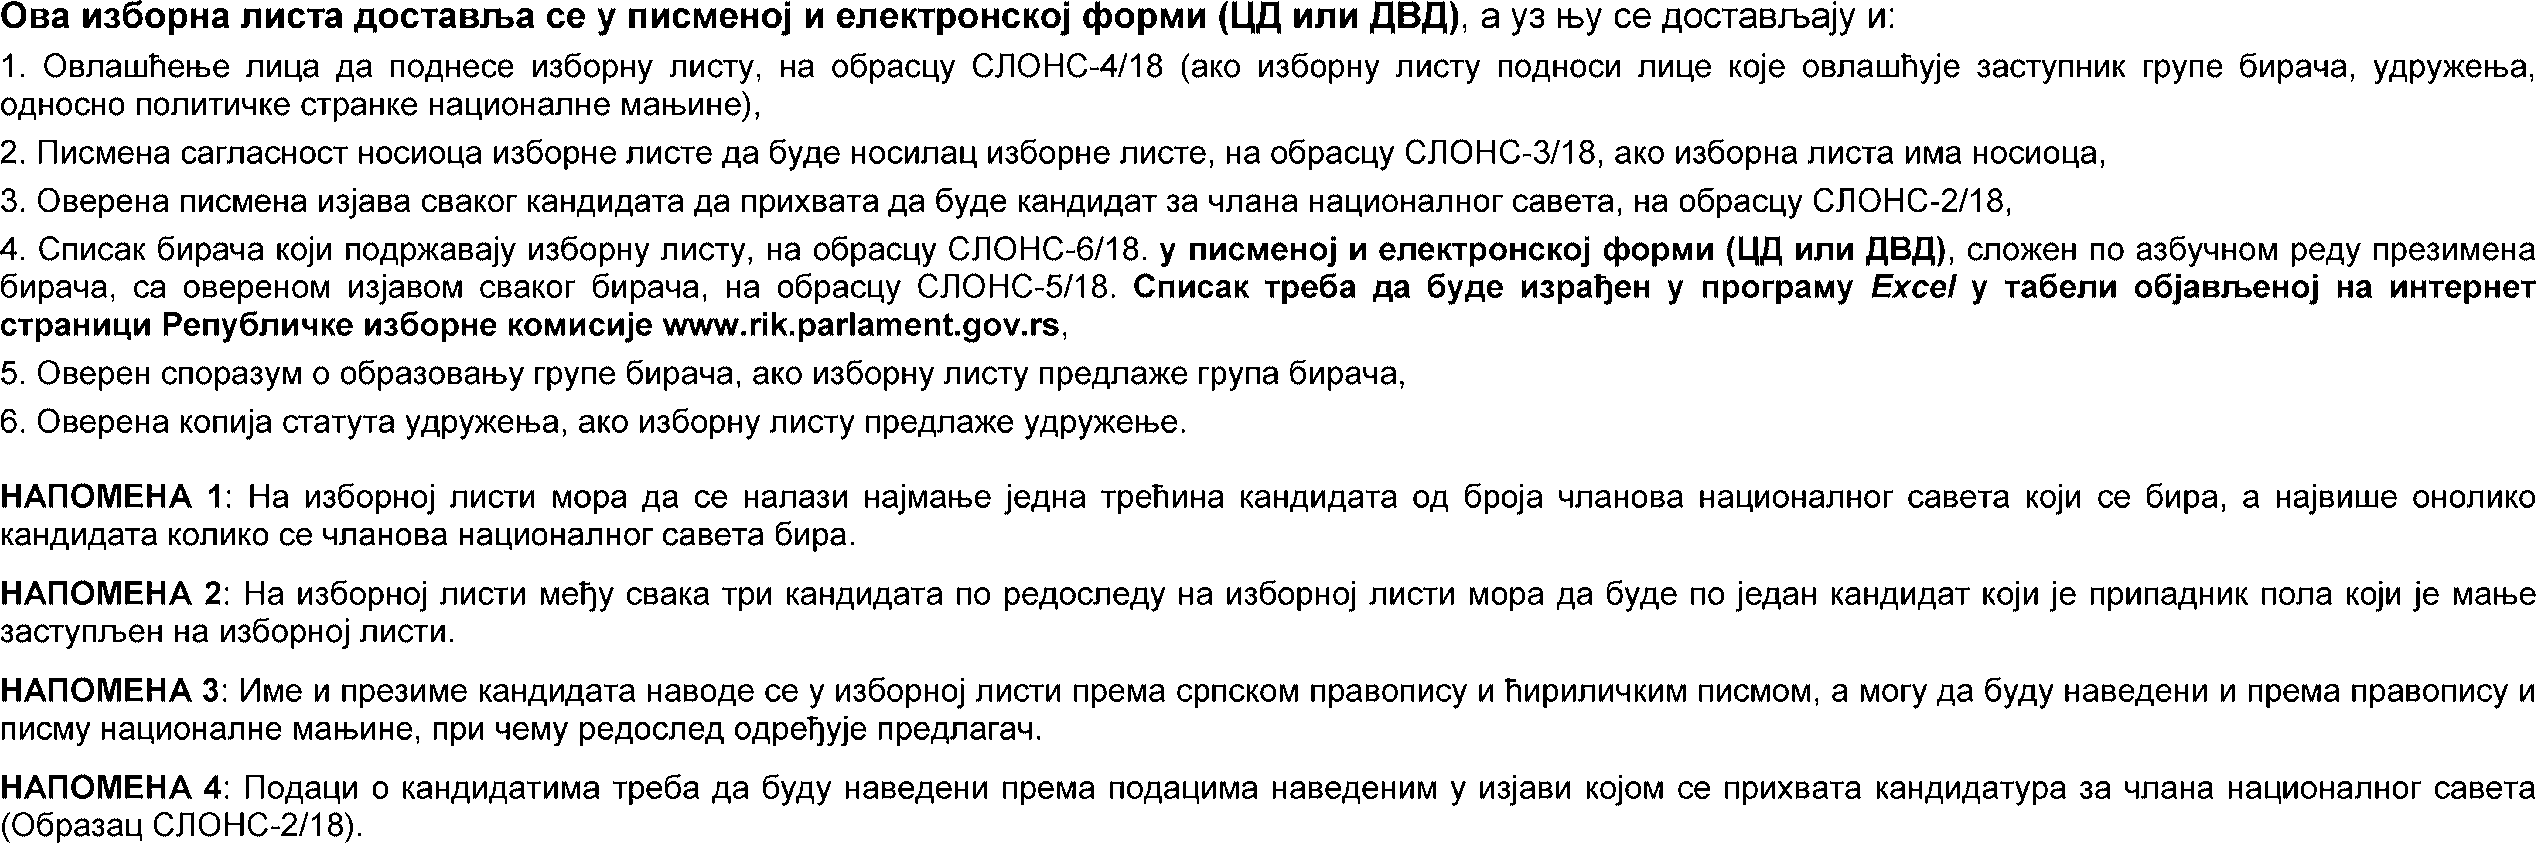 Ова изборна листа доставља се у писменој и електронској форми (ЦД или ДВД), а уз њу се достављају и:
1. Овлашћење лица да поднесе изборну листу, на обрасцу СЛОНС-4/18 (ако изборну листу подноси лице које овлашћује заступник групе бирача, удружења,
односно политичке странке националне мањине),
2. Писмена сагласност носиоца изборне листе да буде носилац изборне листе, на обрасцу СЛОНС-3/18, ако изборна листа има носиоца,
3. Оверена писмена изјава сваког кандидата да прихвата да буде кандидат за члана националног савета, на обрасцу СЛОНС-2/18,
4. Списак бирача који подржавају изборну листу, на обрасцу СЛОНС-6/18. у писменој и електронској форми (ЦД или ДВД), сложен по азбучном реду презимена
бирача, са овереном изјавом сваког бирача, на обрасцу СЛОНС-5/18. Списак треба да буде израђен у програму Excel у табели објављеној на интернет
страници Републичке изборне комисије www.rik.parlament.gov.rs,
5. Оверен споразум о образовању групе бирача, ако изборну листу предлаже група бирача,
6. Оверена копија статута удружења, ако изборну листу предлаже удружење.
НАПОМЕНА 1: На изборној листи мора да се налази најмање једна трећина кандидата од броја чланова националног савета који се бира, а највише онолико
кандидата колико се чланова националног савета бира.
НАПОМЕНА 2: На изборној листи међу свака три кандидата по редоследу на изборној листи мора да буде по један кандидат који је припадник пола који је мање
заступљен на изборној листи.
НАПОМЕНА 3: Име и презиме кандидата наводе се у изборној листи према српском правопису и ћириличким писмом, а могу да буду наведени и према правопису и
писму националне мањине, при чему редослед одређује предлагач.
НАПОМЕНА 4: Подаци о кандидатима треба да буду наведени према подацима наведеним у изјави којом се прихвата кандидатура за члана националног савета
(Образац СЛОНС-2/18).